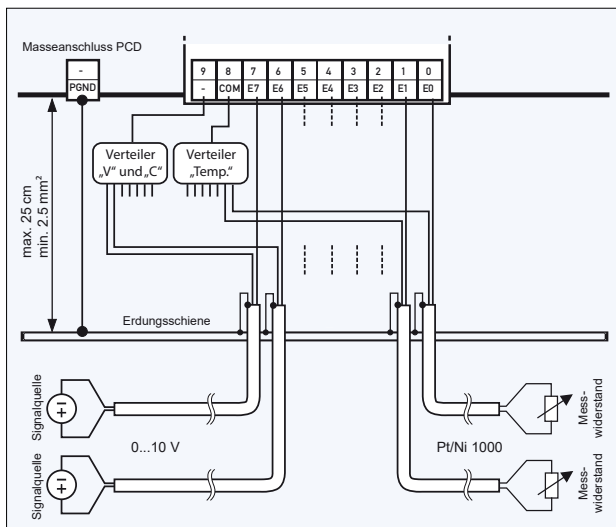 Masseanschluss PCD
-
PGND
9 8 7 6 5 4 3 2 1 0
- COM E7 E6 E5 E4 E3 E2 E1 E0
Verteiler
„V“ und „C“
Verteiler
„Temp.“
max. 25 cm
min. 2.5 mm²
Erdungsschiene
Signalquelle
0...10 V
Pt/Ni 1000
Mess-
widerstand
Signalquelle
Mess-
widerstand